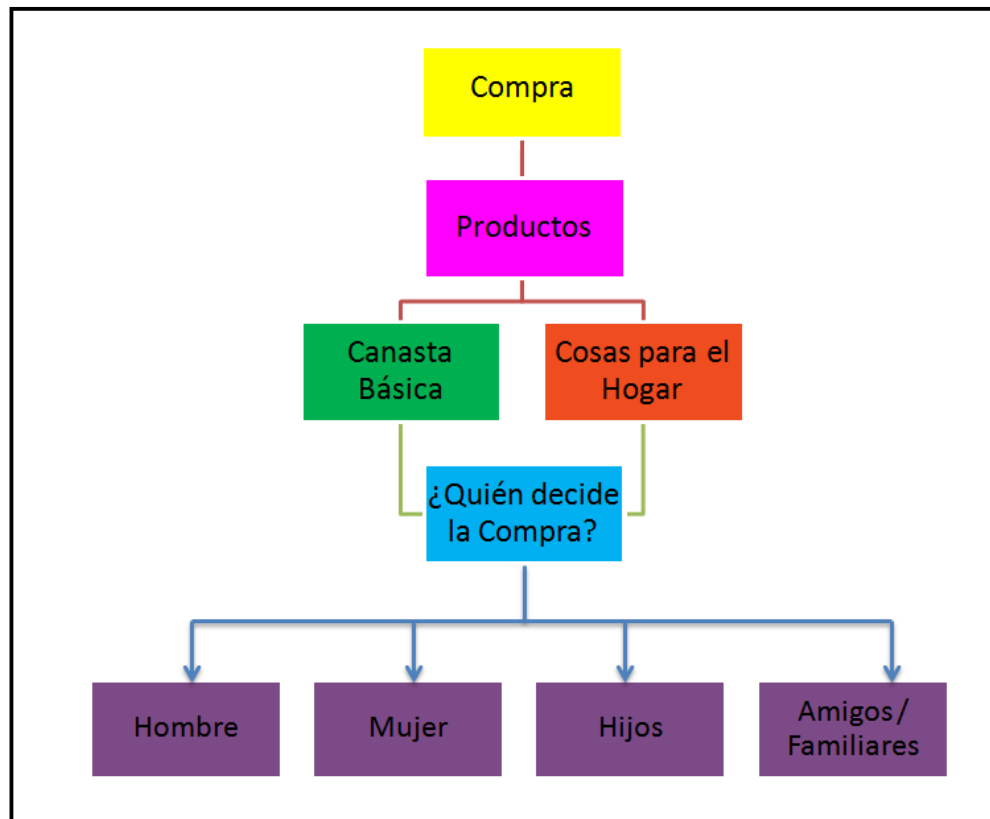 Compra
Productos
Canasta
Básica
Cosas para el
Hogar
¿Quién decide
la Compra?
Hombre
Mujer
Hijos
Amigos/
Familiares